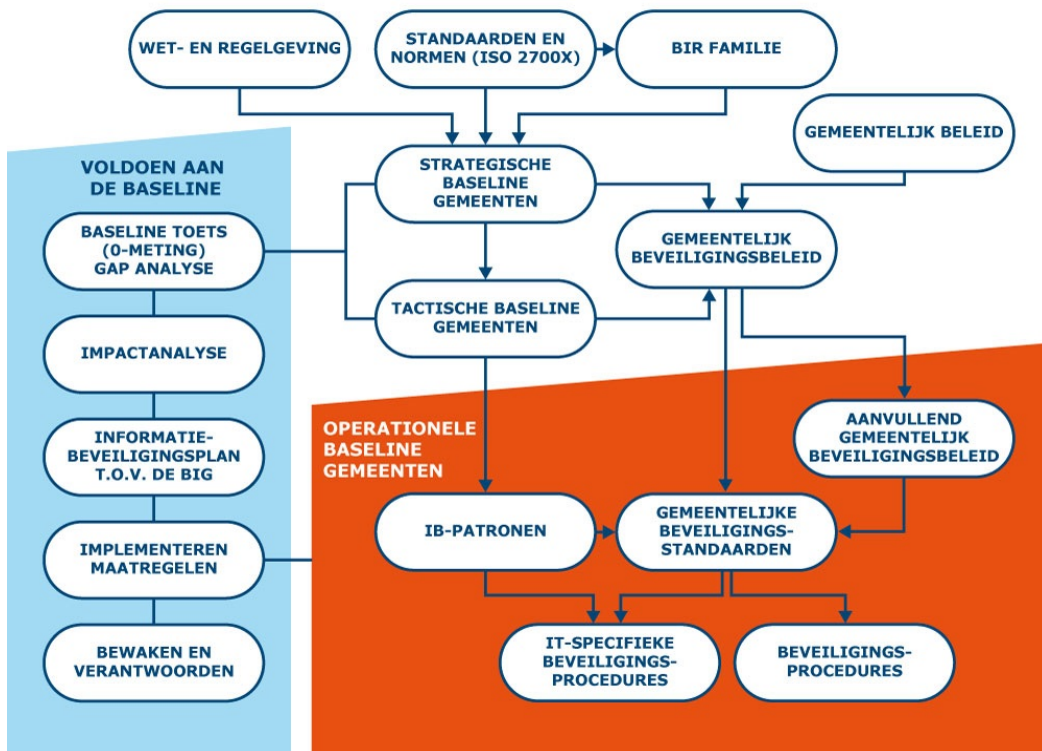 WET- EN REGELGEVING
STANDAARDEN EN
NORMEN (ISO 2700X)
BIR FAMILIE
GEMEENTELIJK BELEID
VOLDOEN AAN
DE BASELINE
STRATEGISCHE
BASELINE
GEMEENTEN
BASELINE TOETS
(0-METING)
GAP ANALYSE
GEMEENTELIJK
BEVEILIGINGSBELEID
TACTISCHE BASELINE
GEMEENTEN
IMPACTANALYSE
OPERATIONELE
BASELINE
GEMEENTEN
AANVULLEND
GEMEENTELIJK
BEVEILIGINGSBELEID
INFORMATIE-
BEVEILIGINGSPLAN
T.O.V. DE BIG
IB-PATRONEN
GEMEENTELIJKE
BEVEILIGINGS-
STANDAARDEN
IMPLEMENTEREN
MAATREGELEN
BEWAKEN EN
VERANTWOORDEN
IT-SPECIFIEKE
BEVEILIGINGS-
PROCEDURES
BEVEILIGINGS-
PROCEDURES